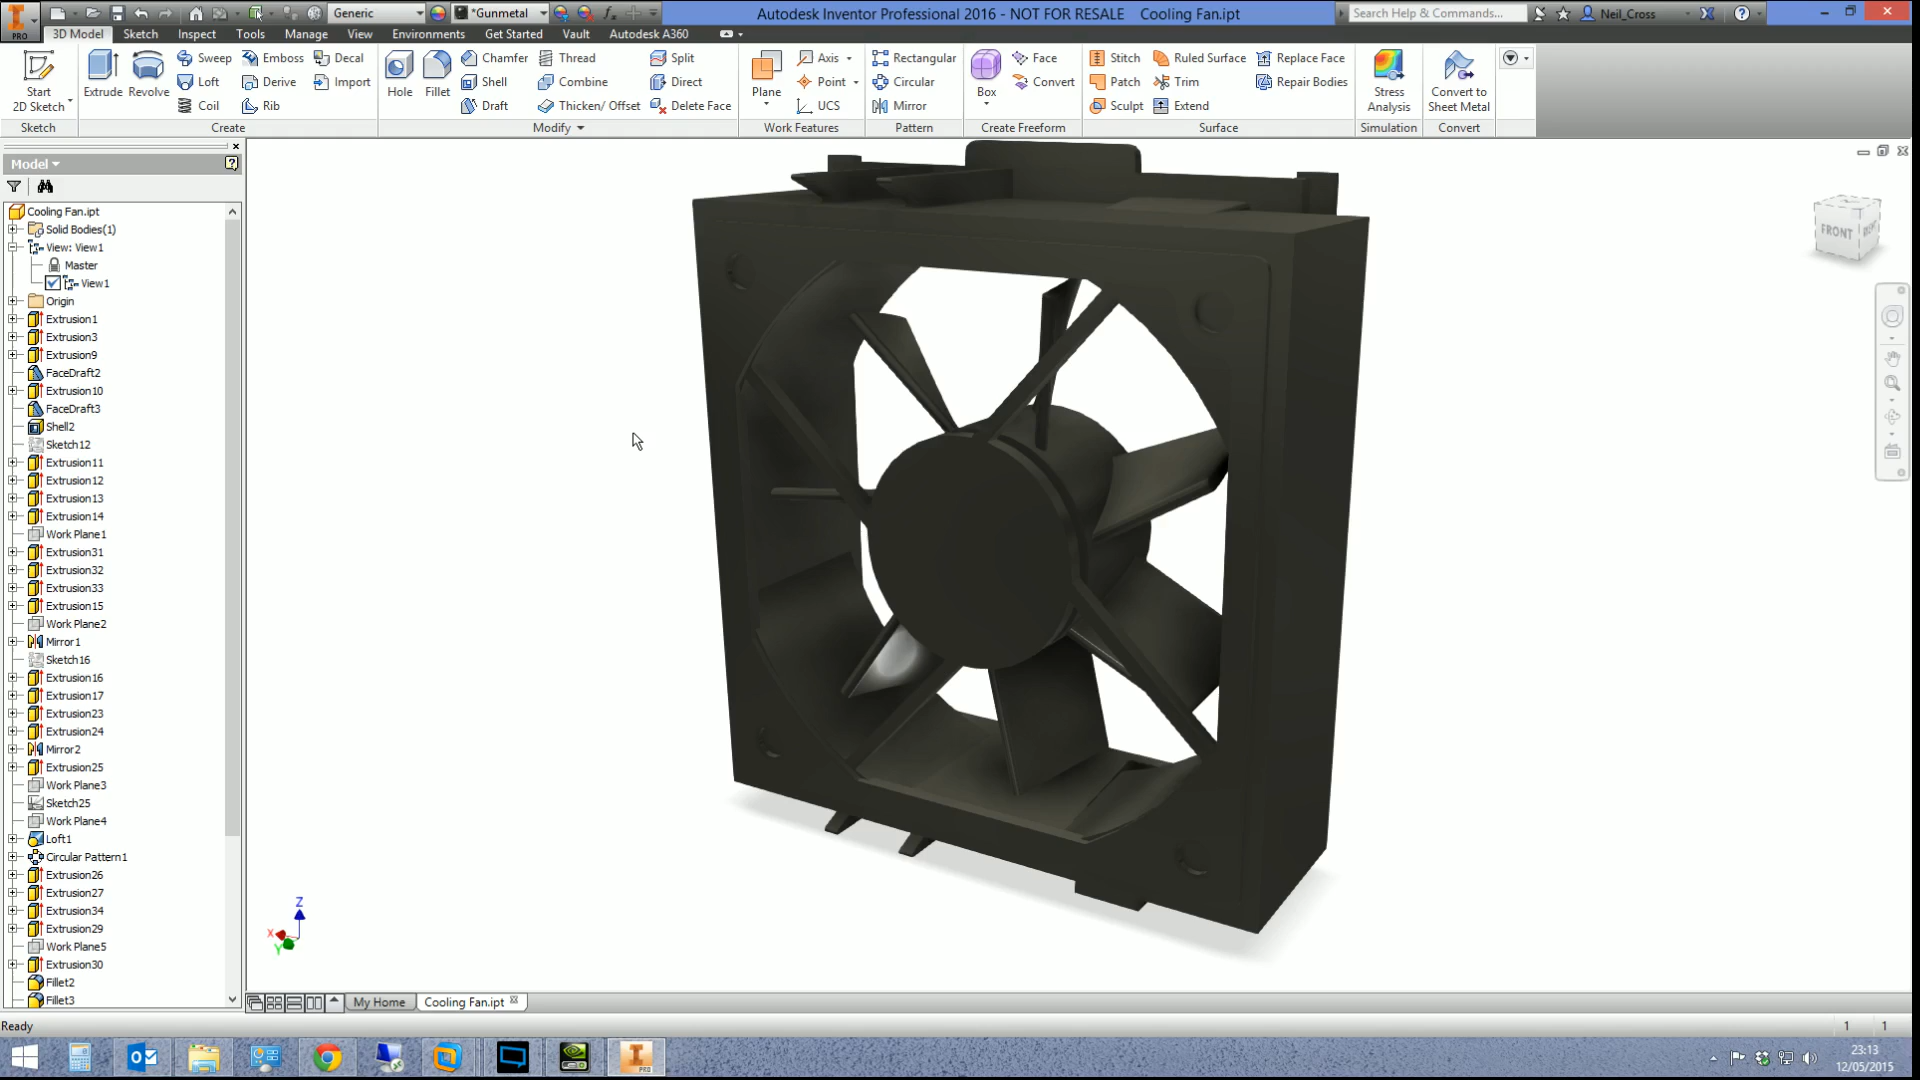 Generic
*Gunmetal
Autodesk Inventor Professional 2016 - NOT FOR RESALE Cooling Fan.ipt
Search Help & Commands...
Neil_Cross
PRO
3D Model Sketch Inspect Tools Manage View Environments Get Started Vault Autodesk A360
Start
2D Sketch
Sketch
Extrude
Revolve
Sweep
Loft
Coil
Emboss
Derive
Rib
Decal
Import
Create
Hole
Fillet
Chamfer
Shell
Draft
Thread
Combine
Thicken/ Offset
Split
Direct
Delete Face
Modify
Plane
Axis
Point
UCS
Work Features
Rectangular
Circular
Mirror
Pattern
Box
Face
Convert
Create Freeform
Stitch
Patch
Sculpt
Ruled Surface
Trim
Extend
Replace Face
Repair Bodies
Surface
Stress
Analysis
Simulation
Convert to
Sheet Metal
Convert
Model
Cooling Fan.ipt
Solid Bodies(1)
View: View1
Master
View1
Origin
Extrusion1
Extrusion3
Extrusion9
FaceDraft2
Extrusion10
FaceDraft3
Shell2
Sketch12
Extrusion11
Extrusion12
Extrusion13
Extrusion14
Work Plane1
Extrusion31
Extrusion32
Extrusion33
Extrusion15
Work Plane2
Mirror1
Sketch16
Extrusion16
Extrusion17
Extrusion23
Extrusion24
Mirror2
Extrusion25
Work Plane3
Sketch25
Work Plane4
Loft1
Circular Pattern1
Extrusion26
Extrusion27
Extrusion34
Extrusion29
Work Plane5
Extrusion30
Fillet2
Fillet3
FRONT
Z
X
Y
My Home
Cooling Fan.ipt
Ready
1 1
PRO
23:13
12/05/2015